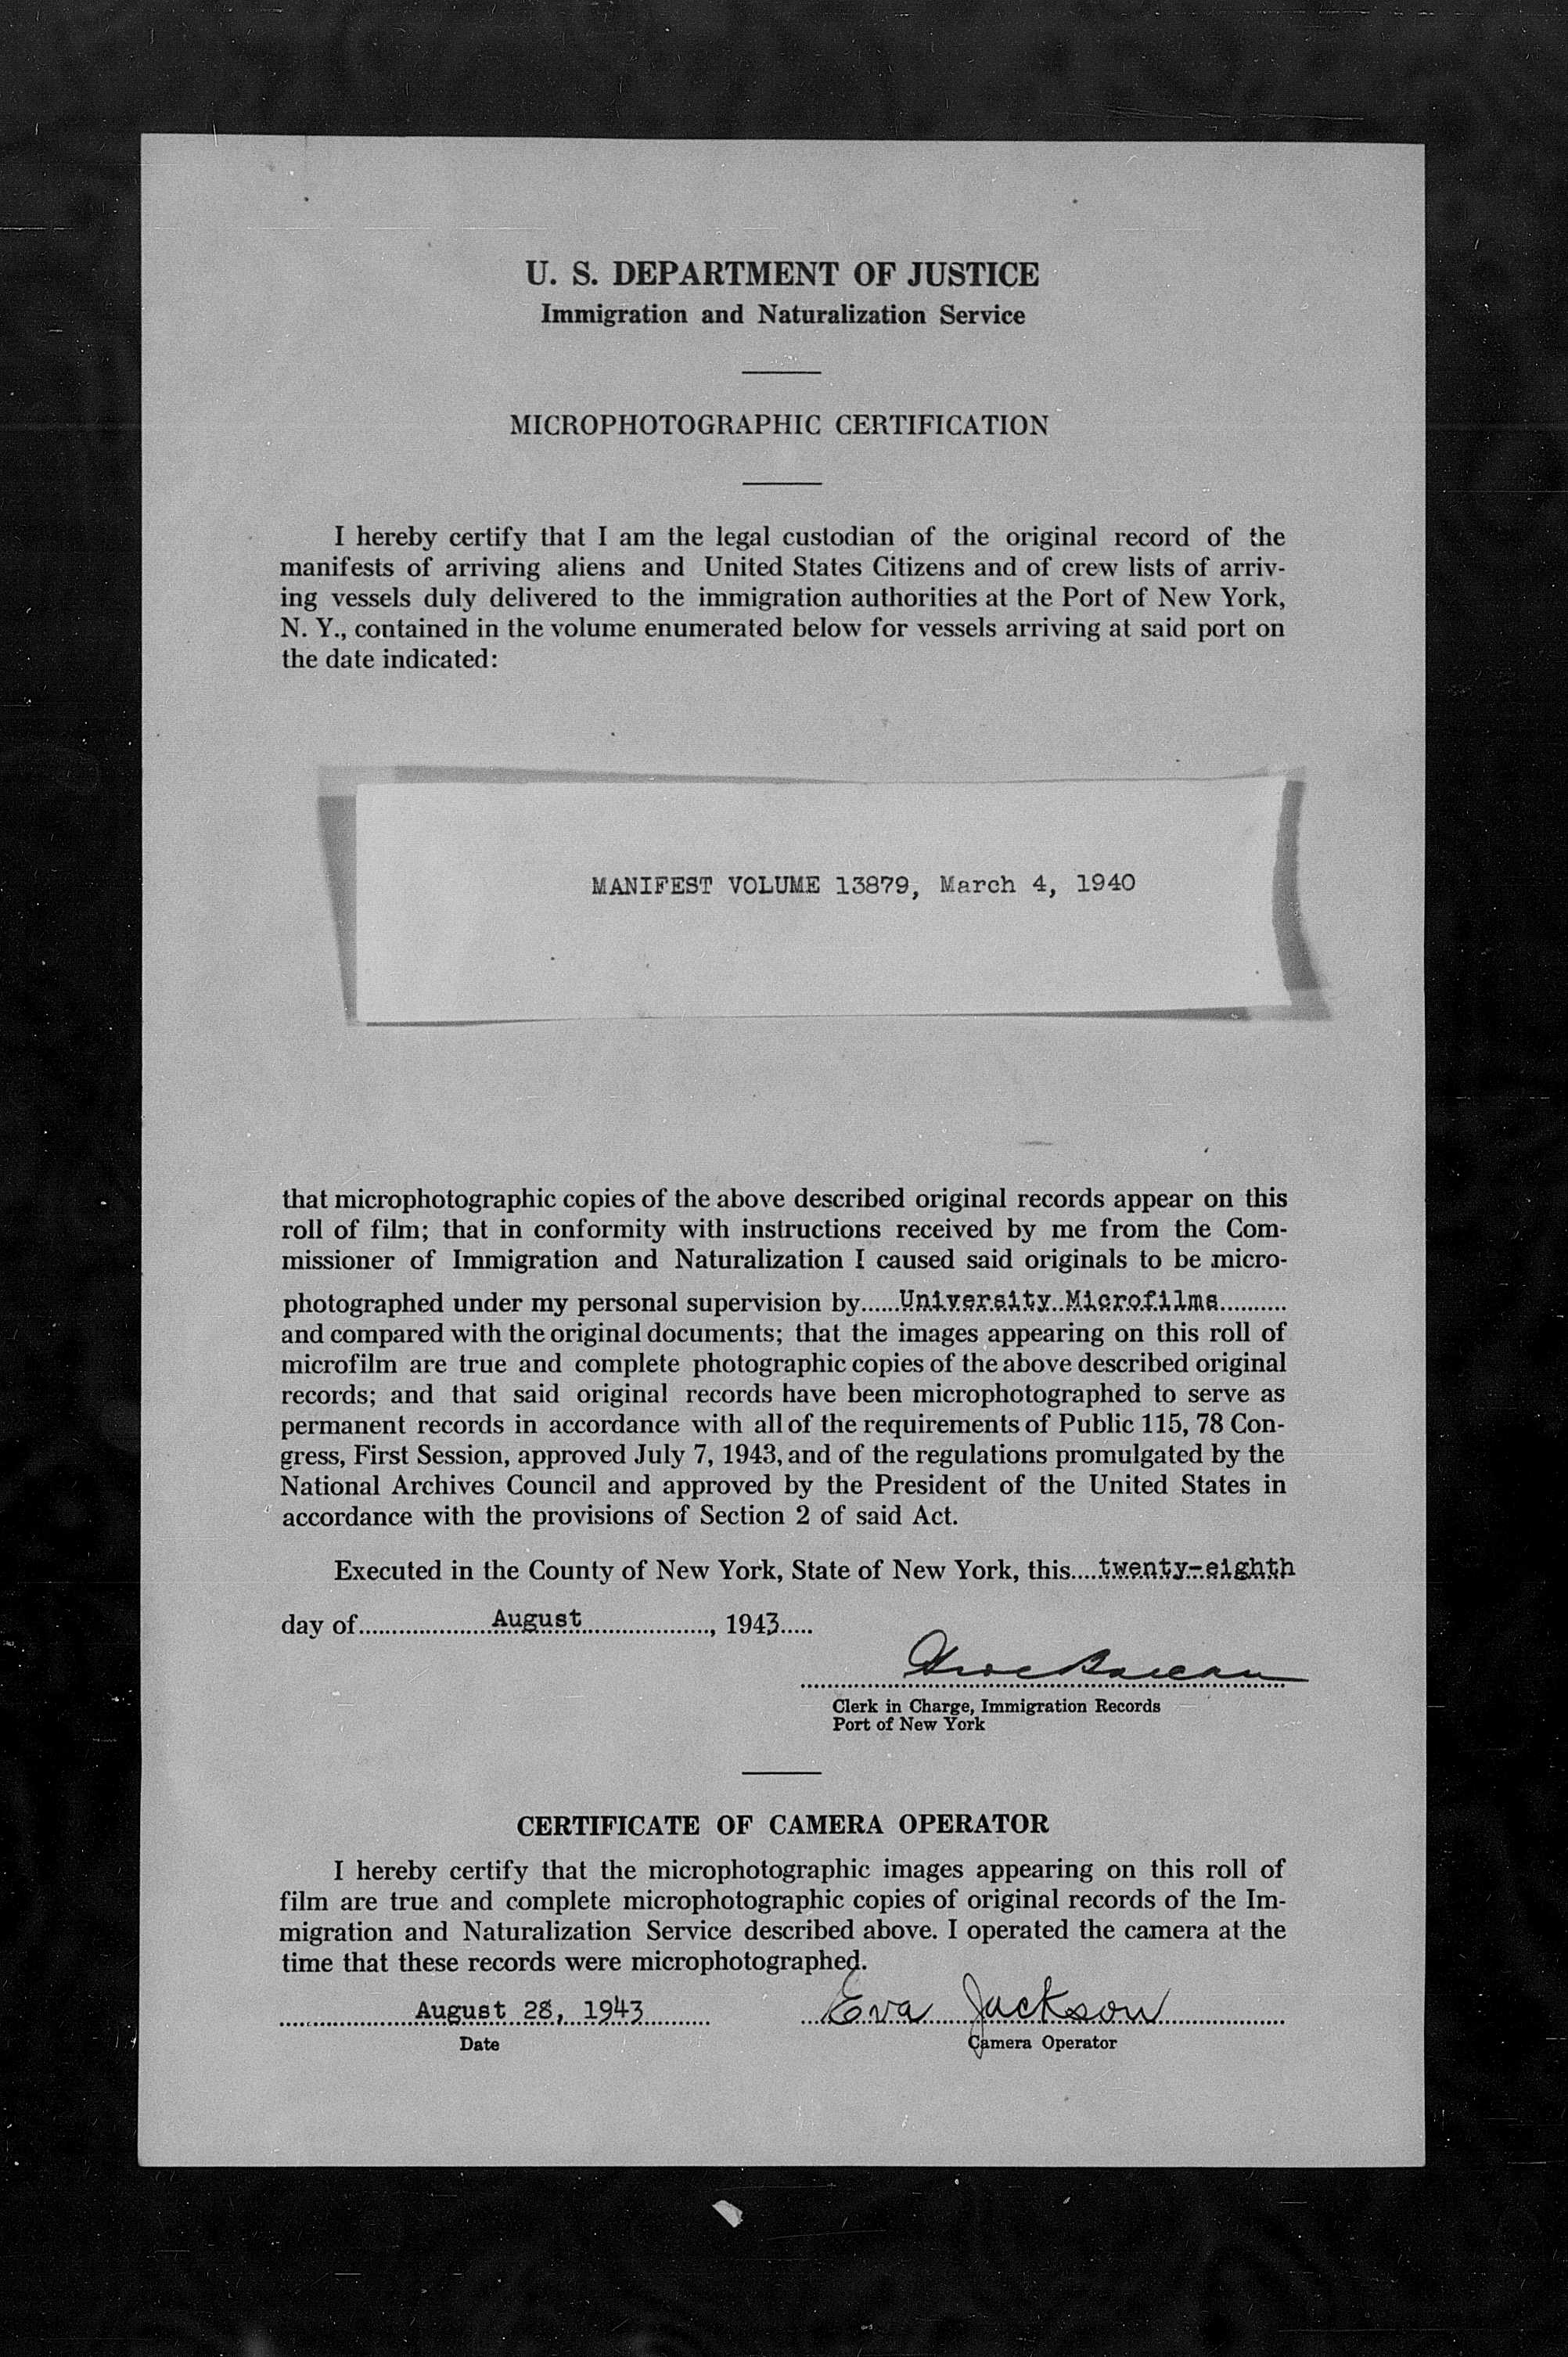 U. S. DEPARTMENT OF JUSTICE
Immigration and Naturalization Service
MICROPHOTOGRAPHIC CERTIFICATION
I hereby certify that I am the legal custodian of the original record of the
manifests of arriving aliens and United States Citizens and of crew lists of arriv-
ing vessels duly delivered to the immigration authorities at the Port of New York,
N. Y., contained in the volume enumerated below for vessels arriving at said port on
the date indicated:
MANIFEST VOLUME 13879, March 4, 1940
that microphotographic copies of the above described original records appear on this
roll of film; that in conformity with instructions received by me from the Com-
missioner of Immigration and Naturalization I caused said originals to be micro-
photographed under my personal supervision by......University Microfilms..........
and compared with the original documents; that the images appearing on this roll of
microfilm are true and complete photographic copies of the above described original
records; and that said original records have been microphotographed to serve as
permanent records in accordance with all of the requirements of Public 115, 78 Con-
gress, First Session, approved July 7, 1943, and of the regulations promulgated by the
National Archives Council and approved by the President of the United States in
accordance with the provisions of Section 2 of said Act.
Executed in the County of New York, State of New York, this....twenty-eighth
day of....................August...................., 1943.....
Clerk in Charge, Immigration Records
Port of New York
CERTIFICATE OF CAMERA OPERATOR
I hereby certify that the microphotographic images appearing on this roll of
film are true and complete microphotographic copies of original records of the Im-
migration and Naturalization Service described above. I operated the camera at the
time that these records were microphotographed.
August 28, 1943 Eva Jackson
Date Camera Operator